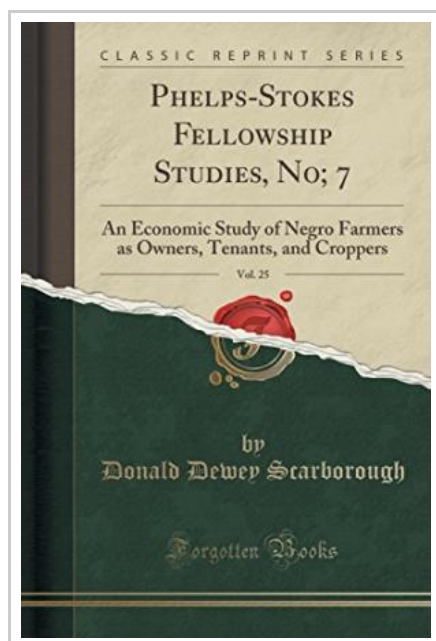 CLASSIC REPRINT SERIES
PHELPS-STOKES
FELLOWSHIP
STUDIES, NO; 7
An Economic Study of Negro Farmers
as Owners, Tenants, and Croppers
Vol. 25
by
Donald Dewey Scarborough
Forgotten Books